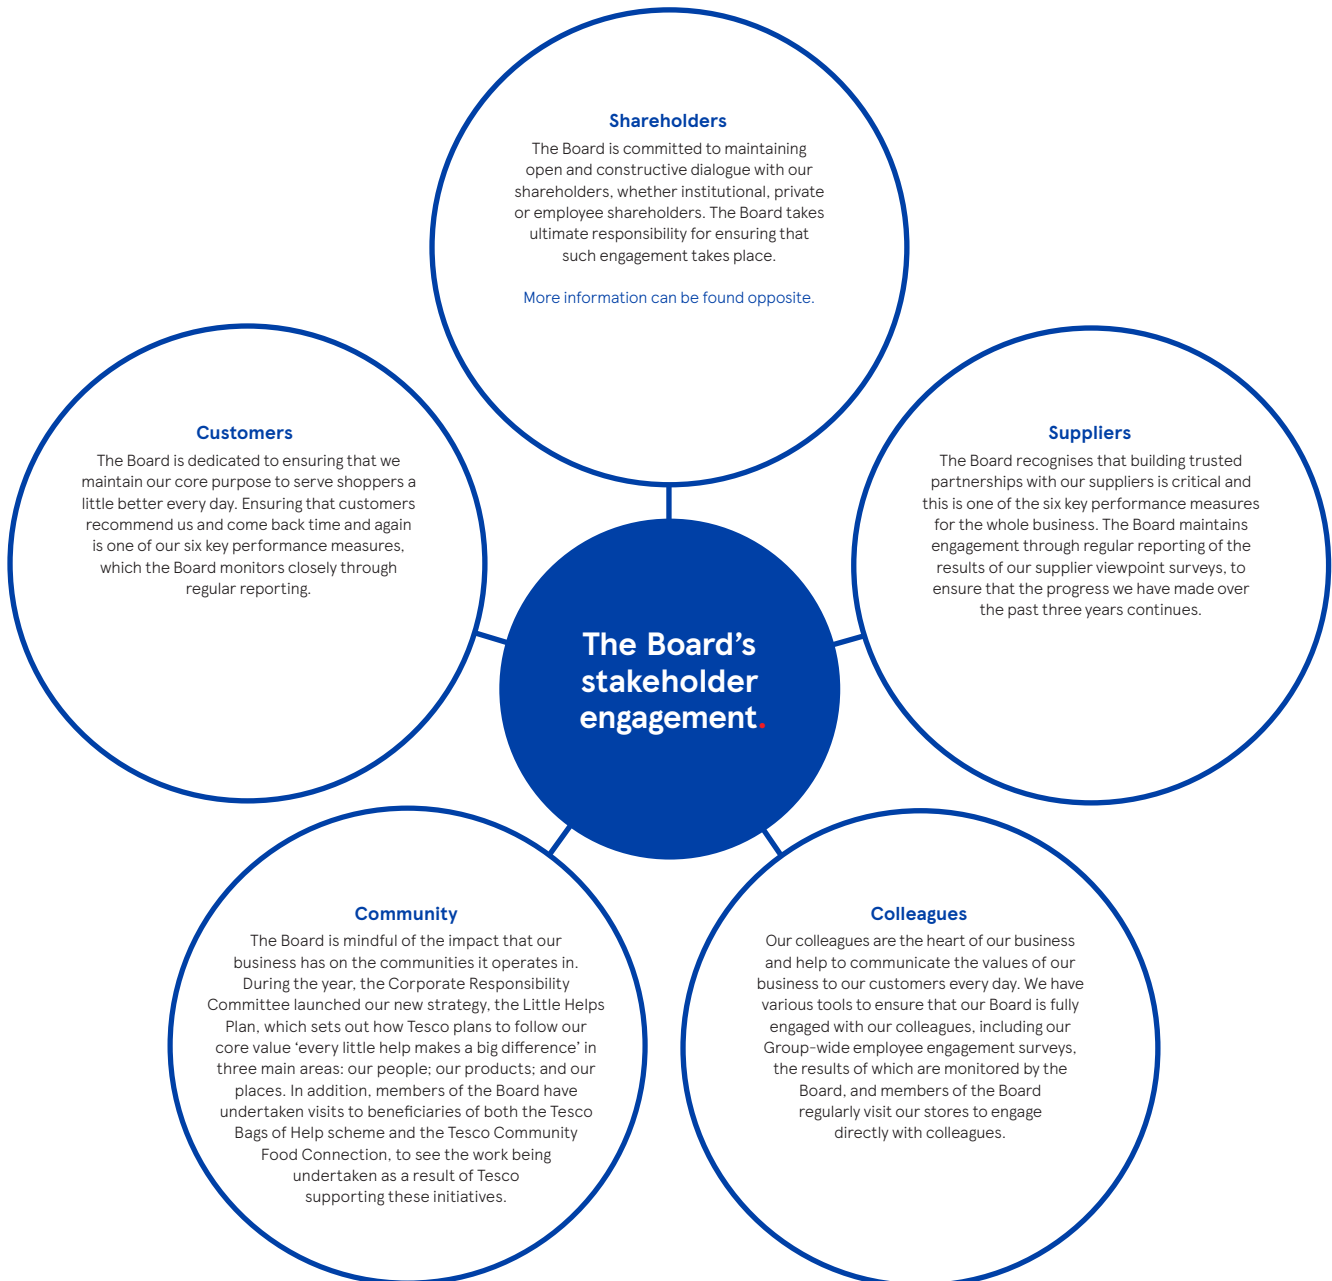 Shareholders
The Board is committed to maintaining
open and constructive dialogue with our
shareholders, whether institutional, private
or employee shareholders. The Board takes
ultimate responsibility for ensuring that
such engagement takes place.
More information can be found opposite.
Customers
The Board is dedicated to ensuring that we
maintain our core purpose to serve shoppers a
little better every day. Ensuring that customers
recommend us and come back time and again
is one of our six key performance measures,
which the Board monitors closely through
regular reporting.
Suppliers
The Board recognises that building trusted
partnerships with our suppliers is critical and
this is one of the six key performance measures
for the whole business. The Board maintains
engagement through regular reporting of the
results of our supplier viewpoint surveys, to
ensure that the progress we have made over
the past three years continues.
The Board's
stakeholder
engagement.
Community
The Board is mindful of the impact that our
business has on the communities it operates in.
During the year, the Corporate Responsibility
Committee launched our new strategy, the Little Helps
Plan, which sets out how Tesco plans to follow our
core value ‘every little help makes a big difference’ in
three main areas: our people; our products; and our
places. In addition, members of the Board have
undertaken visits to beneficiaries of both the Tesco
Bags of Help scheme and the Tesco Community
Food Connection, to see the work being
undertaken as a result of Tesco
supporting these initiatives.
Colleagues
Our colleagues are the heart of our business
and help to communicate the values of our
business to our customers every day. We have
various tools to ensure that our Board is fully
engaged with our colleagues, including our
Group-wide employee engagement surveys,
the results of which are monitored by the
Board, and members of the Board
regularly visit our stores to engage
directly with colleagues.